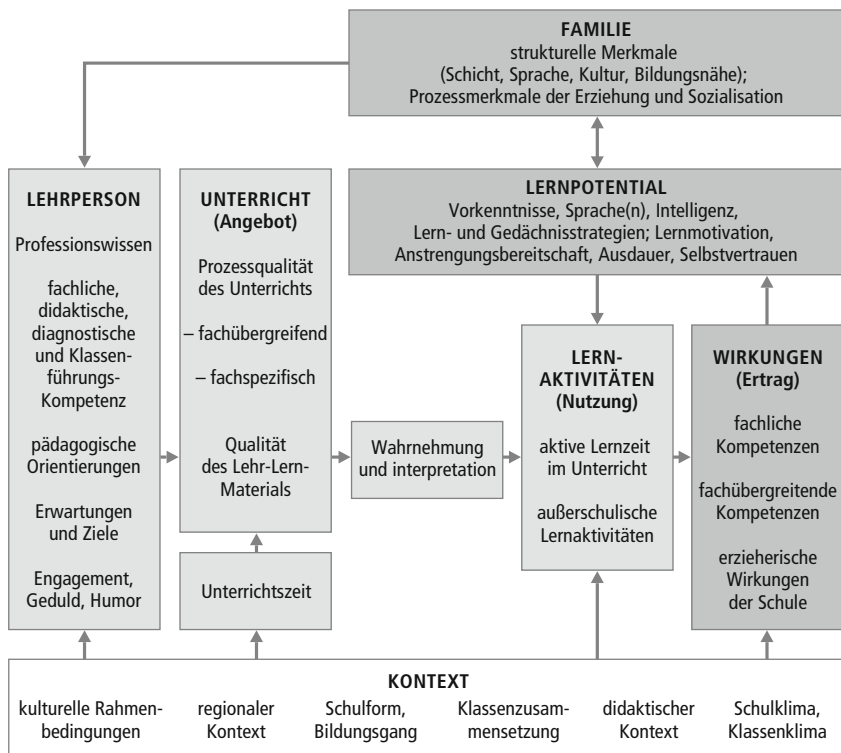 FAMILIE
strukturelle Merkmale
(Schicht, Sprache, Kultur, Bildungsnähe);
Prozessmerkmale der Erziehung und Sozialisation
LERNPOTENTIAL
Vorkenntnisse, Sprache(n), Intelligenz,
Lern- und Gedächnisstrategien; Lernmotivation,
Anstrengungsbereitschaft, Ausdauer, Selbstvertrauen
LEHRPERSON
Professionswissen
fachliche,
didaktische,
diagnostische
und Klassen-
führungs-
Kompetenz
pädagogische
Orientierungen
Erwartungen
und Ziele
Engagement,
Geduld, Humor
UNTERRICHT
(Angebot)
Prozessqualität
des Unterrichts
– fachübergreifend
– fachspezifisch
Qualität
des Lehr-Lern-
Materials
Unterrichtszeit
Wahrnehmung
und interpretation
LERN-
AKTIVITÄTEN
(Nutzung)
aktive Lernzeit
im Unterricht
außerschulische
Lernaktivitäten
WIRKUNGEN
(Ertrag)
fachliche
Kompetenzen
fachübergreitende
Kompetenzen
erzieherische
Wirkungen
der Schule
KONTEXT
kulturelle Rahmen-
bedingungen
regionaler
Kontext
Schulform,
Bildungsgang
Klassenzusam-
mensetzung
didaktischer
Kontext
Schulklima,
Klassenklima